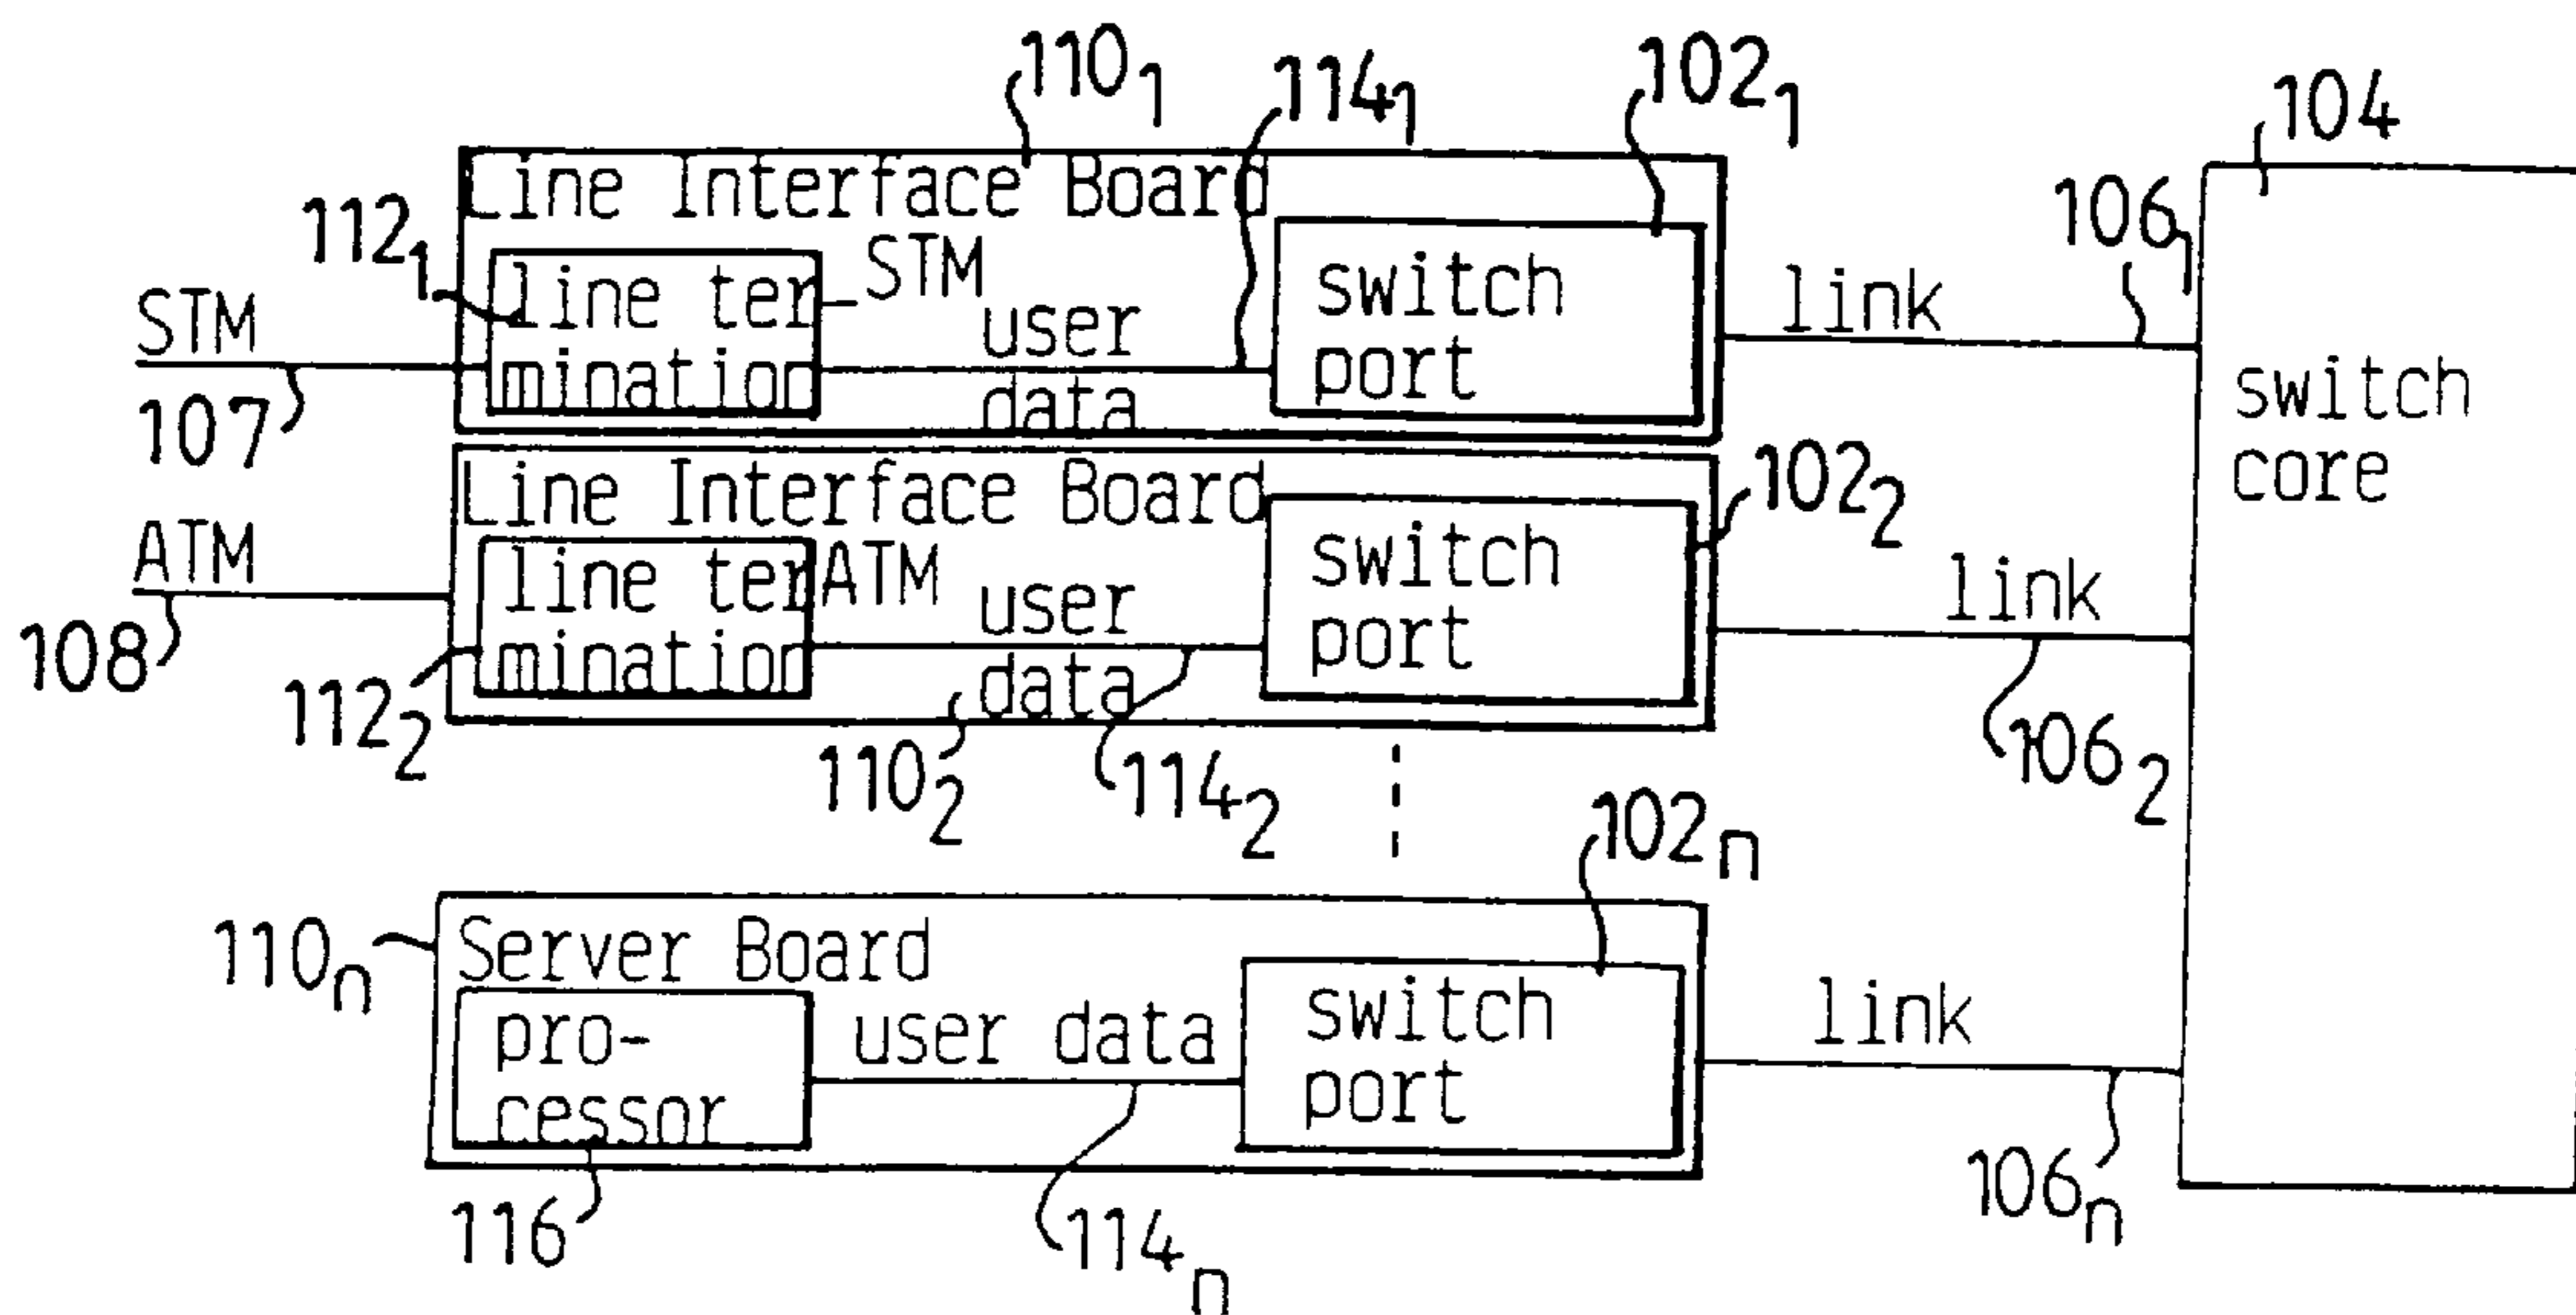 110₁
114₁
102₁
104
Line Interface Board
112₁
106₁
line ter-
mination
STM
STM
user
data
switch
port
link
107
switch
core
Line Interface Board
102₂
ATM
line ter
mination
ATM
user
data
switch
port
link
108
112₂
110₂
114₂
106₂
102n
110n
Server Board
pro-
cessor
user data
switch
port
link
116
114n
106n